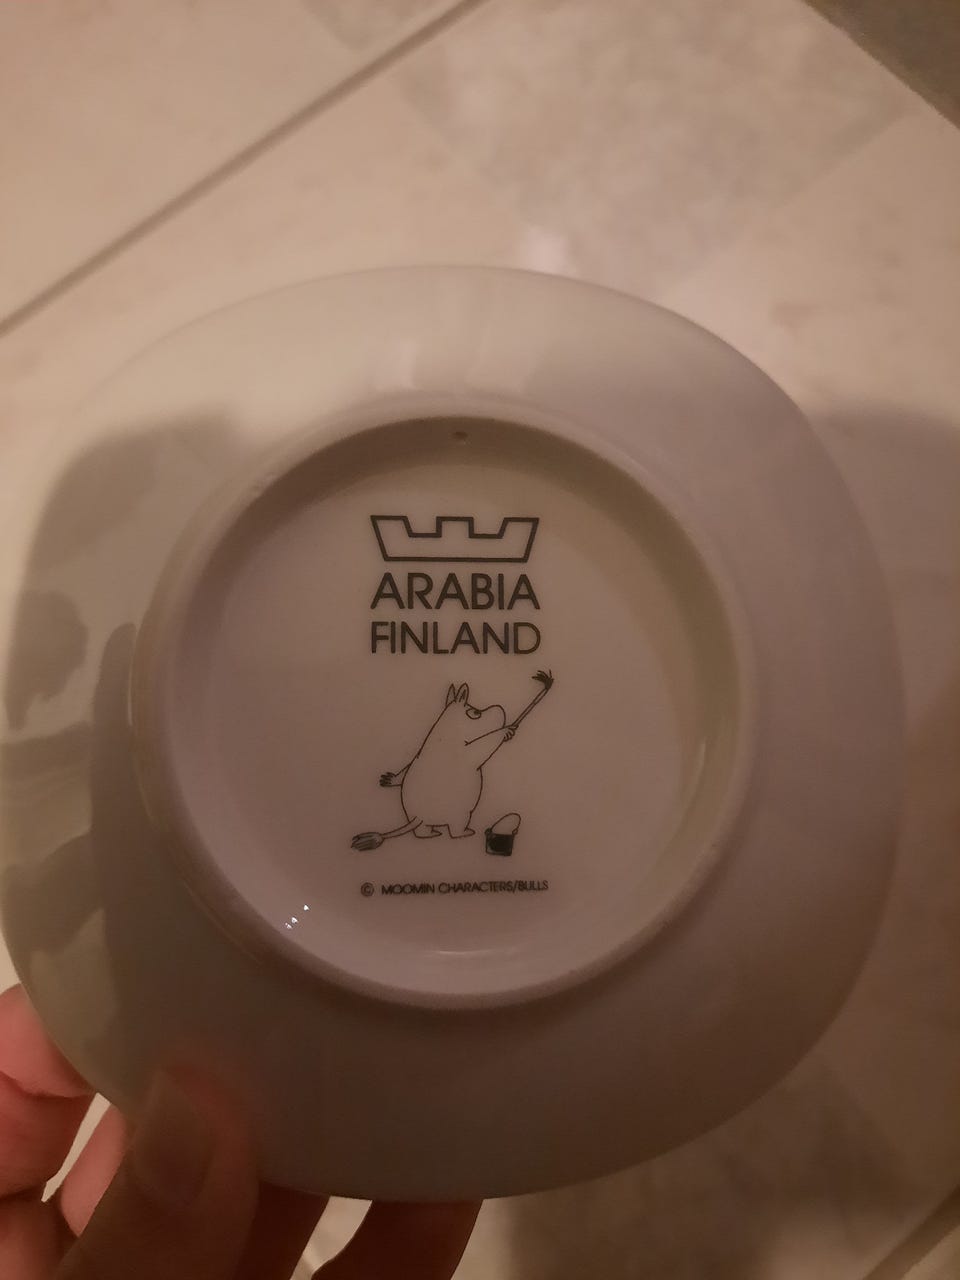 ARABIA
FINLAND
© MOOMIN CHARACTERS/BULLS